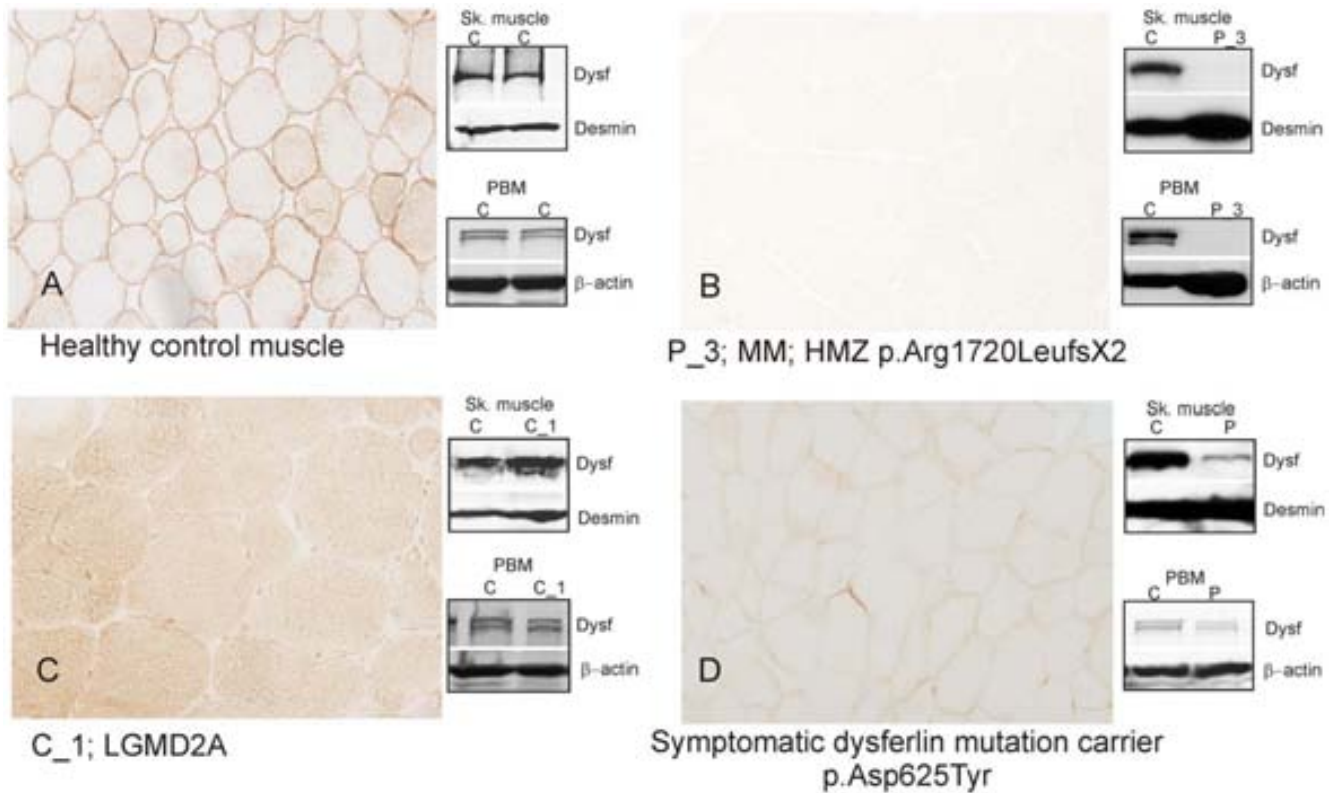 Sk. muscle
C C
Dysf
Desmin
PBM
C C
Dysf
β-actin
A
Healthy control muscle
Sk. muscle
C P_3
Dysf
Desmin
PBM
C P_3
Dysf
β-actin
B
P_3; MM; HMZ p.Arg1720LeufsX2
Sk. muscle
C C_1
Dysf
Desmin
PBM
C C_1
Dysf
β-actin
C
C_1; LGMD2A
Sk. muscle
C P
Dysf
Desmin
PBM
C P
Dysf
β-actin
D
Symptomatic dysferlin mutation carrier
p.Asp625Tyr